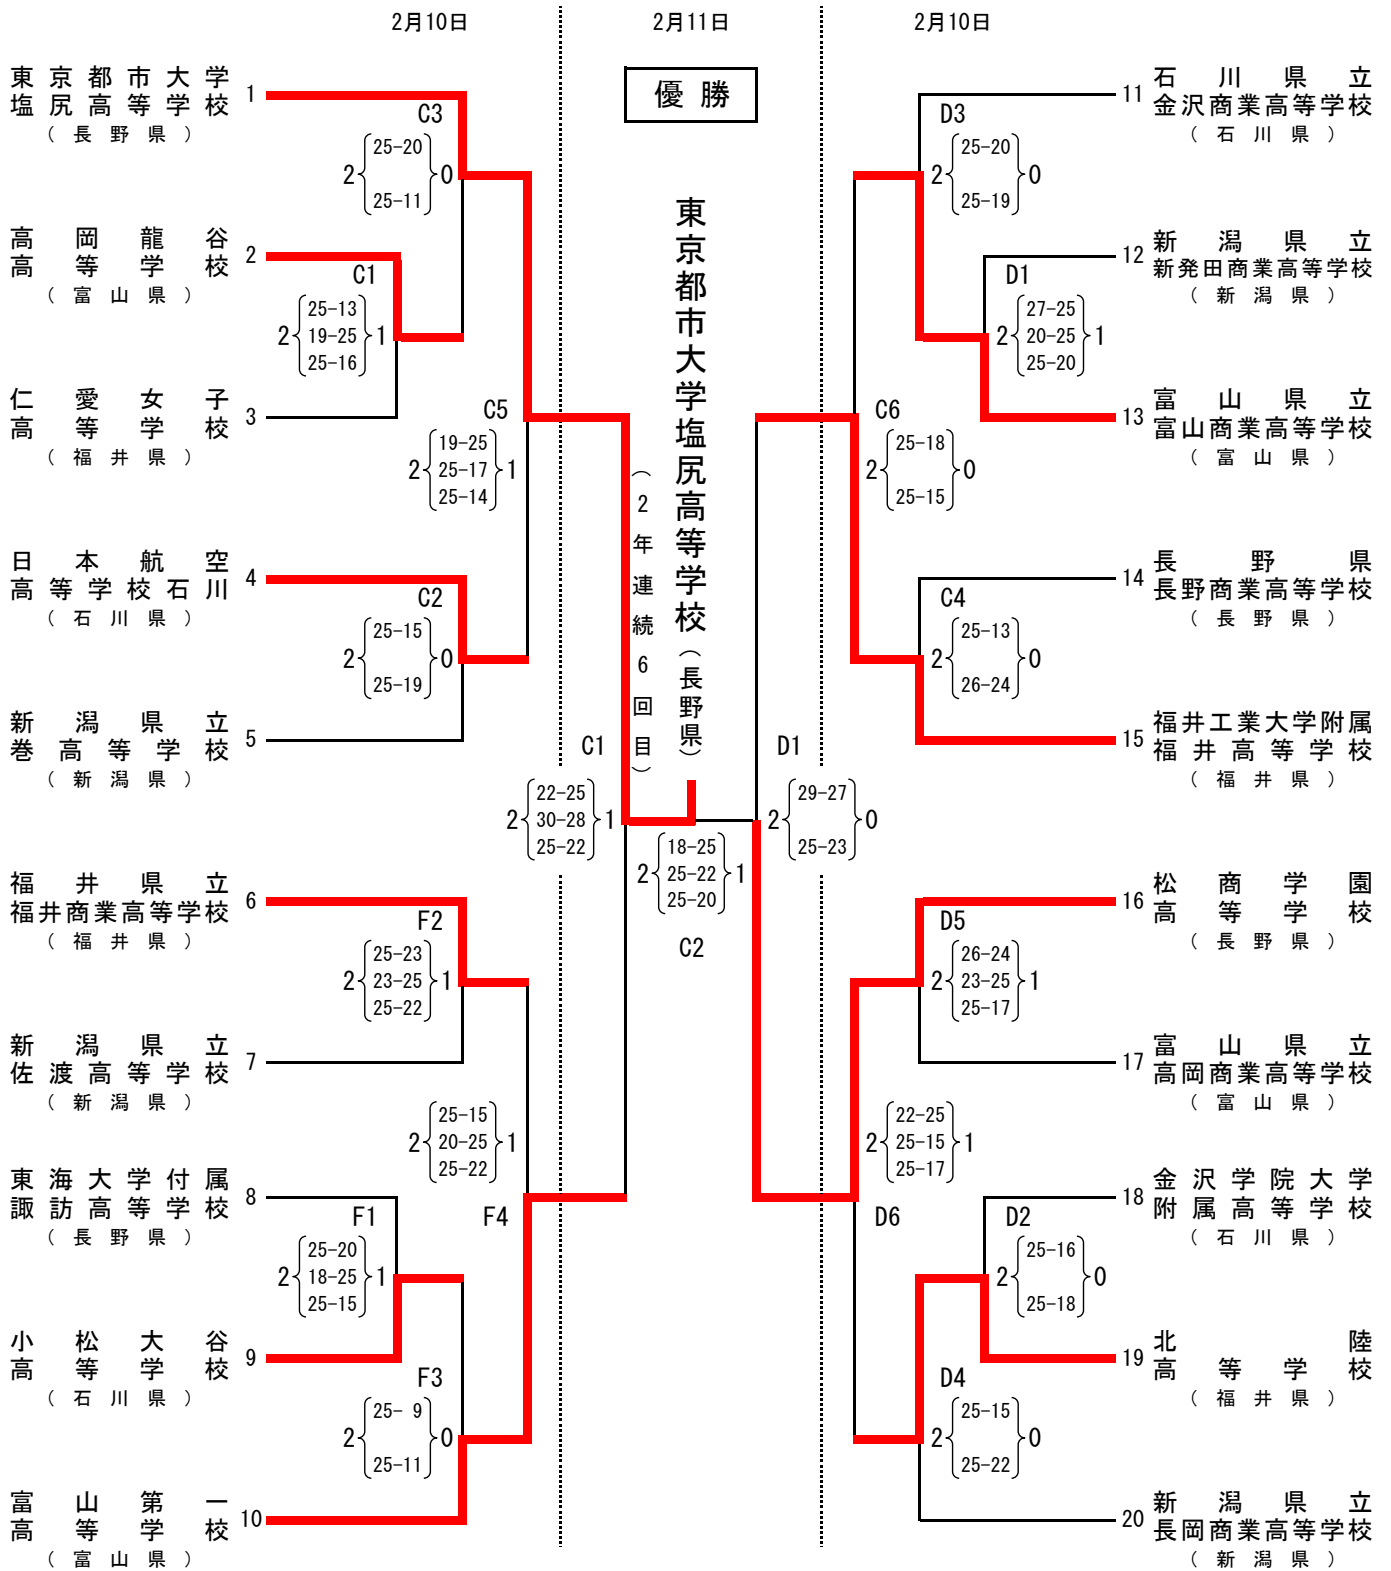 2月10日
2月11日
2月10日
優勝
東京都市大学塩尻高等学校(長野県)
(2年連続6回目)
東京都市大学
塩尻高等学校
(長野県)
1
C3
2
25-20
25-11
0
高岡龍谷
高等学校
(富山県)
2
C1
2
25-13
19-25
25-16
1
仁愛女子
高等学校
(福井県)
3
C5
2
19-25
25-17
25-14
1
日本航空
高等学校石川
(石川県)
4
C2
2
25-15
25-19
0
新潟県立
巻高等学校
(新潟県)
5
C1
2
22-25
30-28
25-22
1
福井県立
福井商業高等学校
(福井県)
6
F2
2
25-23
23-25
25-22
1
新潟県立
佐渡高等学校
(新潟県)
7
2
25-15
20-25
25-22
1
F4
東海大学付属
諏訪高等学校
(長野県)
8
F1
2
25-20
18-25
25-15
1
小松大谷
高等学校
(石川県)
9
F3
2
25- 9
25-11
0
富山第一
高等学校
(富山県)
10
2
18-25
25-22
25-20
1
C2
11
石川県立
金沢商業高等学校
(石川県)
D3
2
25-20
25-19
0
12
新潟県立
新発田商業高等学校
(新潟県)
D1
2
27-25
20-25
25-20
1
13
富山県立
富山商業高等学校
(富山県)
C6
2
25-18
25-15
0
14
長野県
長野商業高等学校
(長野県)
C4
2
25-13
26-24
0
15
福井工業大学附属
福井高等学校
(福井県)
D1
2
29-27
25-23
0
16
松商学園
高等学校
(長野県)
D5
2
26-24
23-25
25-17
1
17
富山県立
高岡商業高等学校
(富山県)
2
22-25
25-15
25-17
1
D6
18
金沢学院大学
附属高等学校
(石川県)
D2
2
25-16
25-18
0
19
北陸
高等学校
(福井県)
D4
2
25-15
25-22
0
20
新潟県立
長岡商業高等学校
(新潟県)